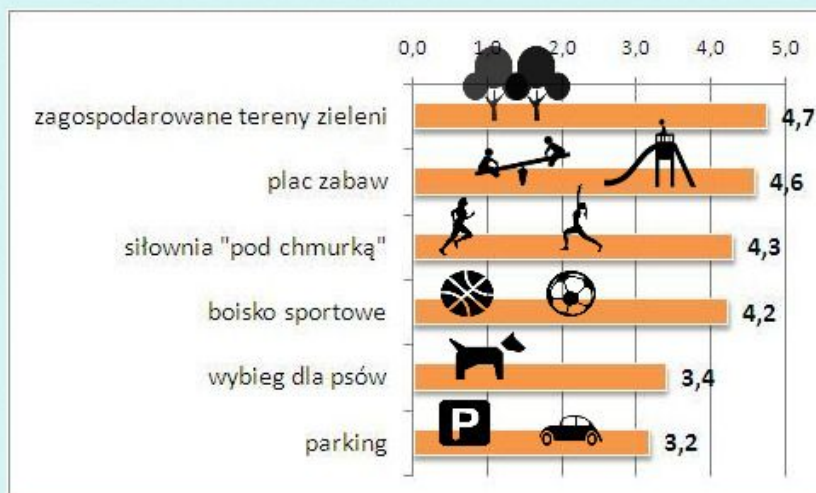 0,0 1,0 2,0 3,0 4,0 5,0
zagospodarowane tereny zieleni 4,7
plac zabaw 4,6
siłownia "pod chmurką" 4,3
boisko sportowe 4,2
wybieg dla psów 3,4
P
parking 3,2